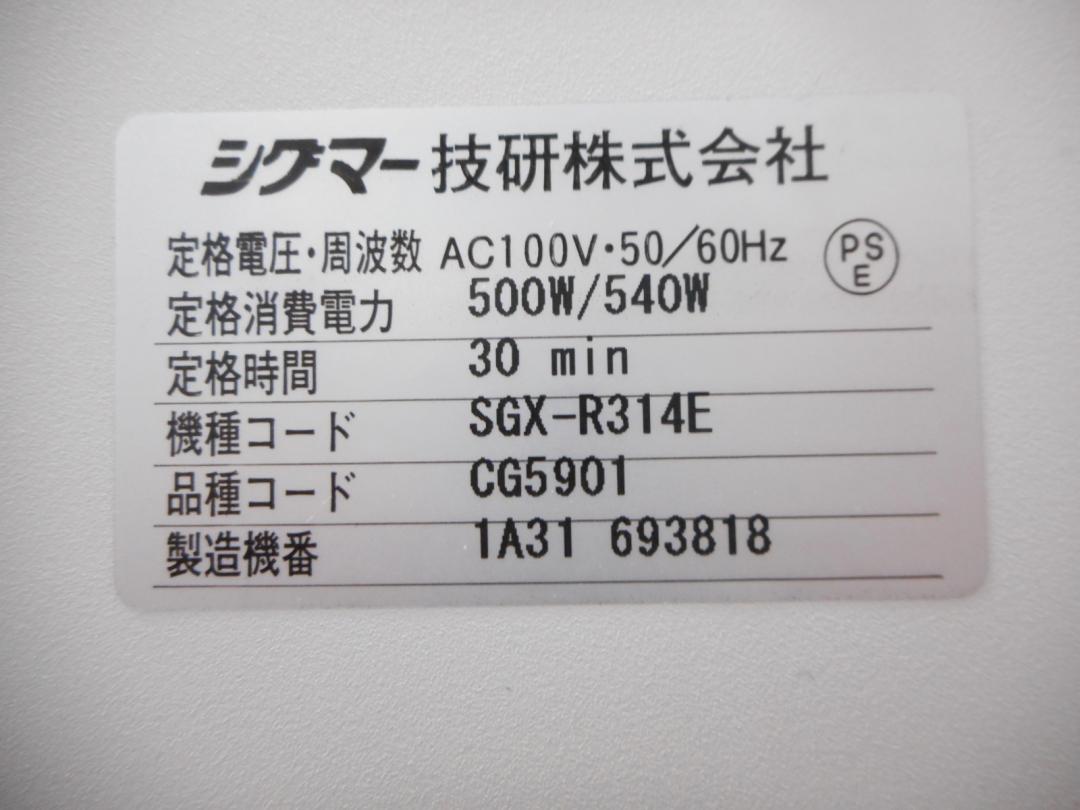 シグマー技研株式会社
定格電圧・周波数 AC100V・50/60Hz
PS
E
定格消費電力 500W/540W
定格時間 30 min
機種コード SGX-R314E
品種コード CG5901
製造機番 1A31 693818